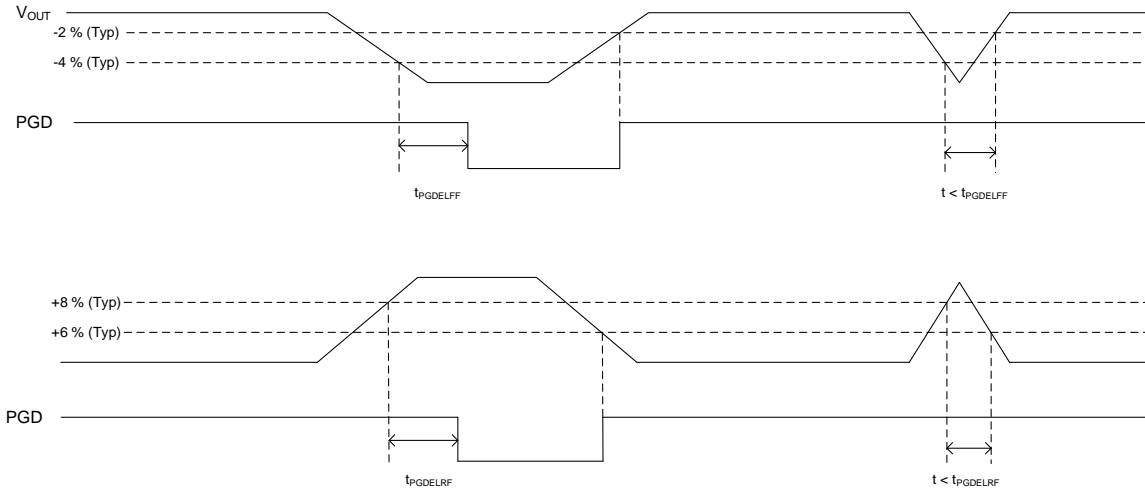 VOUT
-2 % (Typ)
-4 % (Typ)
PGD
tPGDELFF
t < tPGDELFF
+8 % (Typ)
+6 % (Typ)
PGD
tPGDELRF
t < tPGDELRF